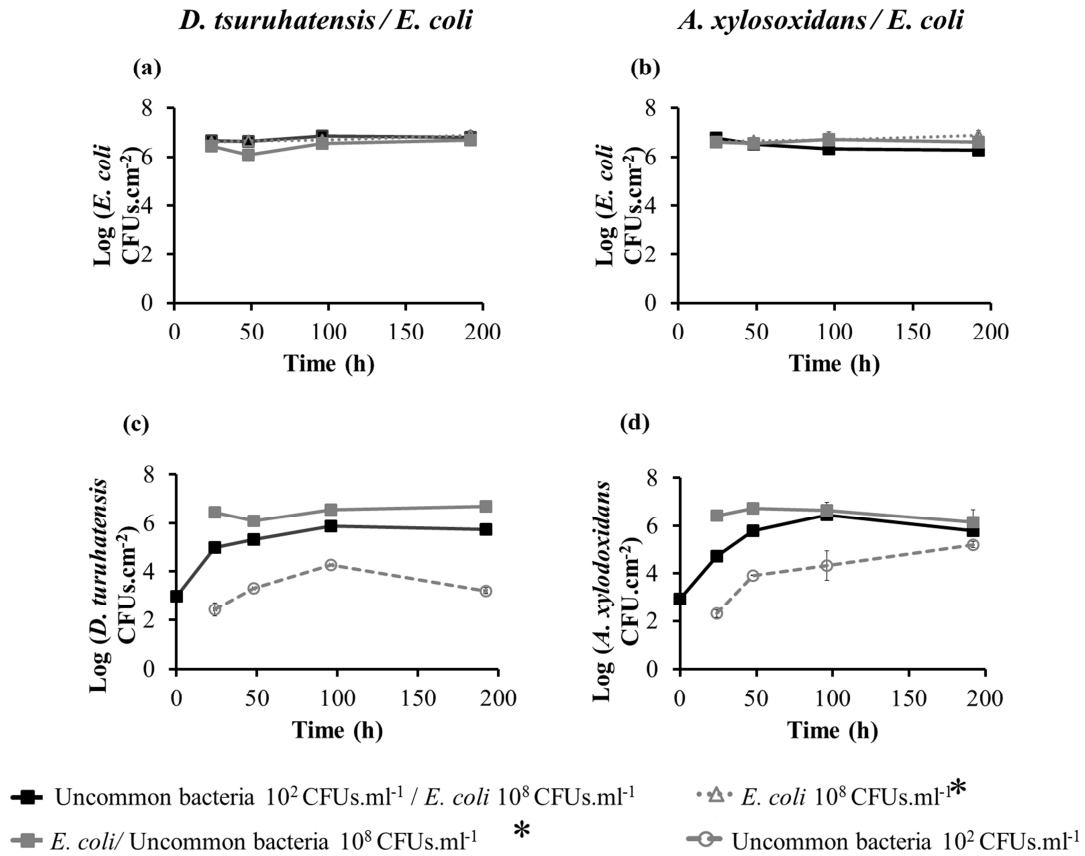 D. tsuruhatensis / E. coli
A. xylosoxidans / E. coli
(a)
(b)
Log (E. coli
CFUs.cm-2)
8
6
4
2
0
0 50 100 150 200
Time (h)
Log (E. coli
CFUs.cm-2)
8
6
4
2
0
0 50 100 150 200
Time (h)
(c)
(d)
Log (D. turuhatensis
CFUs.cm-2)
8
6
4
2
0
0 50 100 150 200
Time (h)
Log (A. xylodoxidans
CFU.cm-2)
8
6
4
2
0
0 50 100 150 200
Time (h)
Uncommon bacteria 10² CFUs.ml⁻¹ / E. coli 10⁸ CFUs.ml⁻¹
E. coli 10⁸ CFUs.ml⁻¹*
E. coli/ Uncommon bacteria 10⁸ CFUs.ml⁻¹ *
Uncommon bacteria 10² CFUs.ml⁻¹